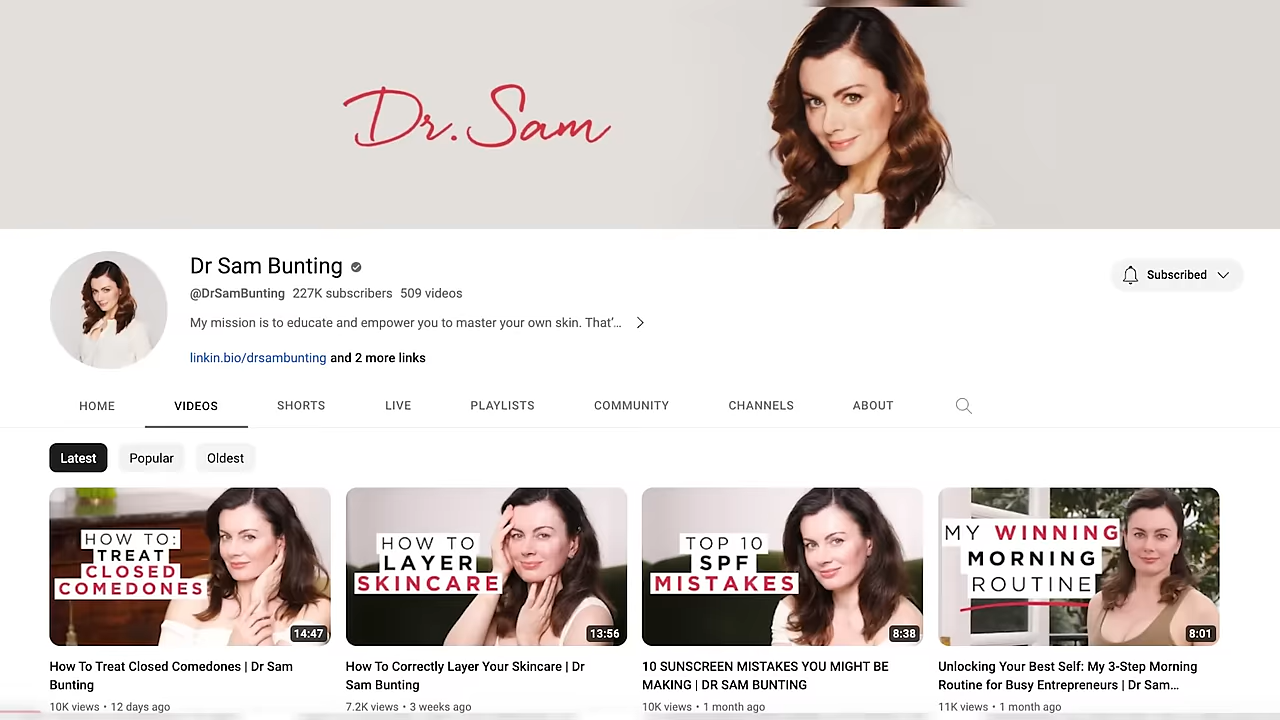 Dr. Sam
Dr Sam Bunting
@DrSamBunting 227K subscribers 509 videos
My mission is to educate and empower you to master your own skin. That'...
linkin.bio/drsambunting and 2 more links
Subscribed
HOME VIDEOS SHORTS LIVE PLAYLISTS COMMUNITY CHANNELS ABOUT
Latest Popular Oldest
HOW TO:
TREAT
CLOSED
COMEDONES
14:47
HOW TO
LAYER
SKINCARE
13:56
TOP 10
SPF
MISTAKES
8:38
MY WINNING
MORNING
ROUTINE
8:01
How To Treat Closed Comedones | Dr Sam
Bunting
10K views • 12 days ago
How To Correctly Layer Your Skincare | Dr
Sam Bunting
7.2K views • 3 weeks ago
10 SUNSCREEN MISTAKES YOU MIGHT BE
MAKING | DR SAM BUNTING
10K views • 1 month ago
Unlocking Your Best Self: My 3-Step Morning
Routine for Busy Entrepreneurs | Dr Sam...
11K views • 1 month ago